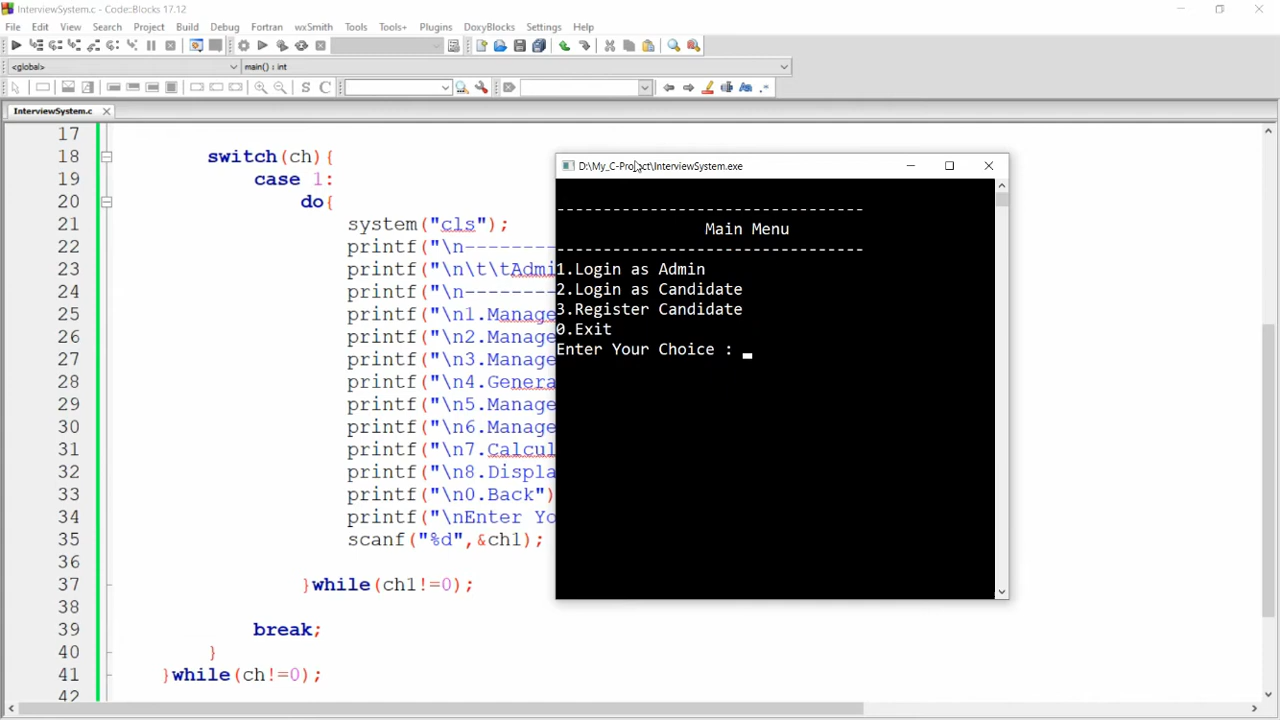 InterviewSystem.c - Code::Blocks 17.12
File Edit View Search Project Build Debug Fortran wxSmith Tools Tools+ Plugins DoxyBlocks Settings Help
<global> main() : int
S C
InterviewSystem.c
17
18 switch(ch){
19 case 1:
20 do{
21 system("cls");
22 printf("\n--------
23 printf("\n\t\tAdmi
24 printf("\n--------
25 printf("\n1.Manage
26 printf("\n2.Manage
27 printf("\n3.Manage
28 printf("\n4.Genera
29 printf("\n5.Manage
30 printf("\n6.Manage
31 printf("\n7.Calcul
32 printf("\n8.Displa
33 printf("\n0.Back")
34 printf("\nEnter Yo
35 scanf("%d",&ch1);
36
37 }while(ch1!=0);
38
39 break;
40 }
41 }while(ch!=0);
42
D:\My_C-Project\InterviewSystem.exe
---------------------------------
Main Menu
---------------------------------
1.Login as Admin
2.Login as Candidate
3.Register Candidate
0.Exit
Enter Your Choice : _